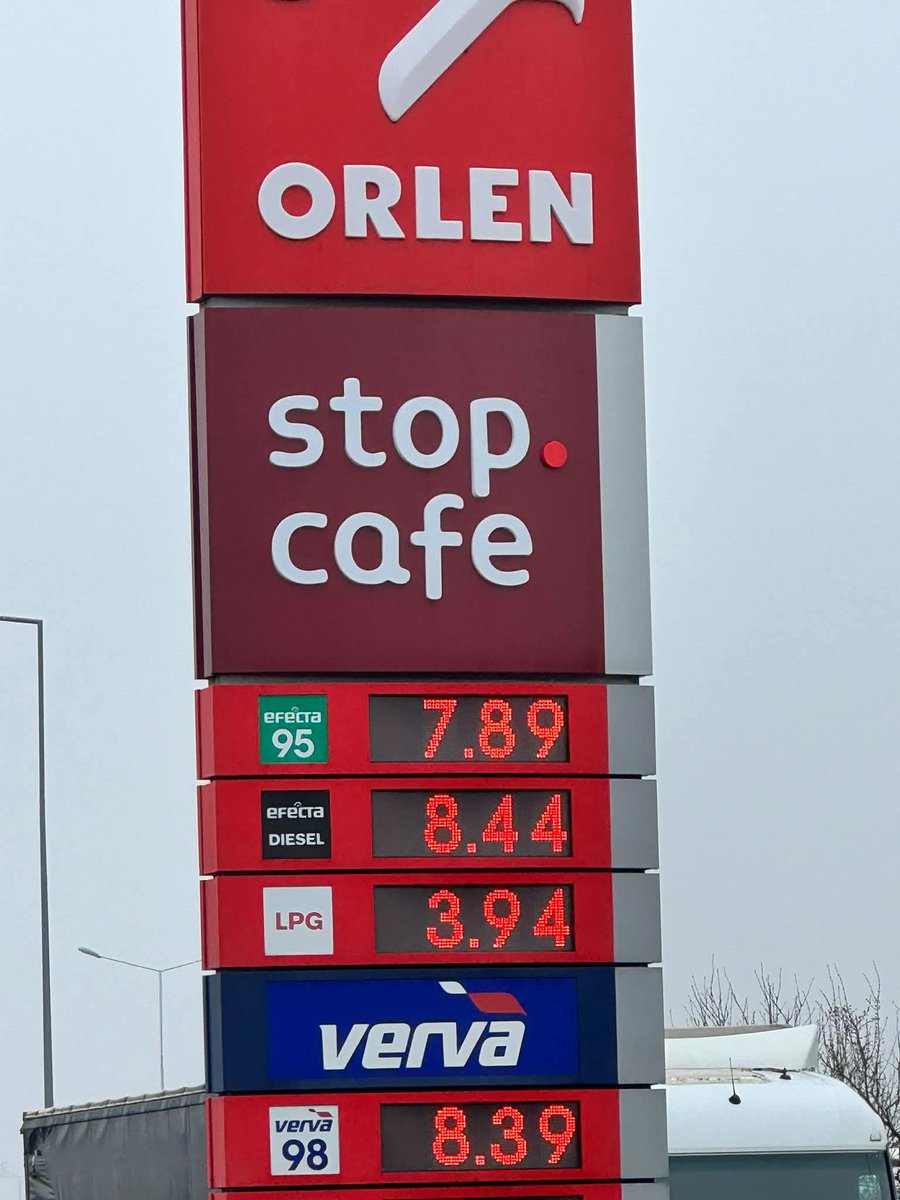 ORLEN
stop.
cafe
efecta 95 7.89
efecta DIESEL 8.44
LPG 3.94
verva
verva 98 8.39